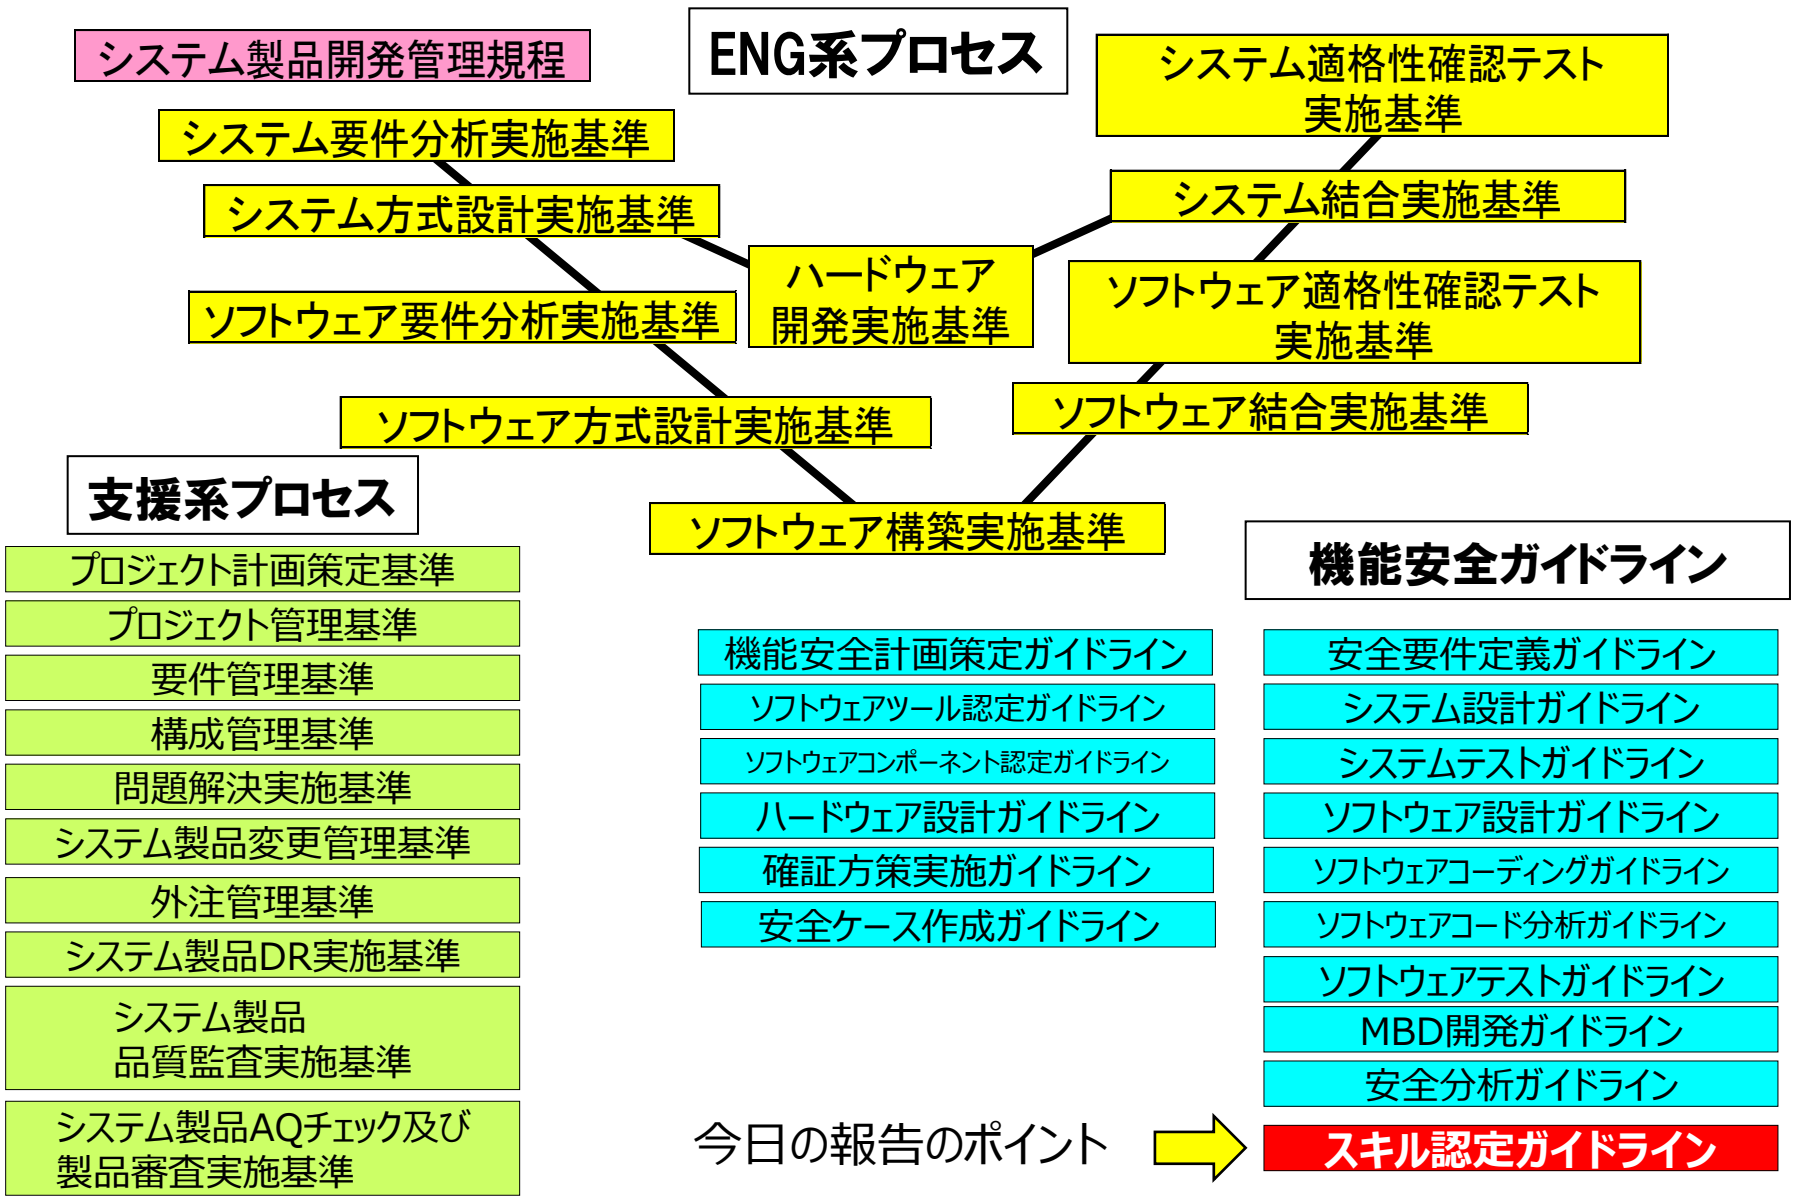 システム製品開発管理規程
ENG系プロセス
システム要件分析実施基準
システム方式設計実施基準
ソフトウェア要件分析実施基準
ソフトウェア方式設計実施基準
ハードウェア
開発実施基準
システム適格性確認テスト
実施基準
システム結合実施基準
ソフトウェア適格性確認テスト
実施基準
ソフトウェア結合実施基準
ソフトウェア構築実施基準
支援系プロセス
プロジェクト計画策定基準
プロジェクト管理基準
要件管理基準
構成管理基準
問題解決実施基準
システム製品変更管理基準
外注管理基準
システム製品DR実施基準
システム製品
品質監査実施基準
システム製品AQチェック及び
製品審査実施基準
機能安全ガイドライン
機能安全計画策定ガイドライン
ソフトウェアツール認定ガイドライン
ソフトウェアコンポーネント認定ガイドライン
ハードウェア設計ガイドライン
確証方策実施ガイドライン
安全ケース作成ガイドライン
安全要件定義ガイドライン
システム設計ガイドライン
システムテストガイドライン
ソフトウェア設計ガイドライン
ソフトウェアコーディングガイドライン
ソフトウェアコード分析ガイドライン
ソフトウェアテストガイドライン
MBD開発ガイドライン
安全分析ガイドライン
今日の報告のポイント
スキル認定ガイドライン